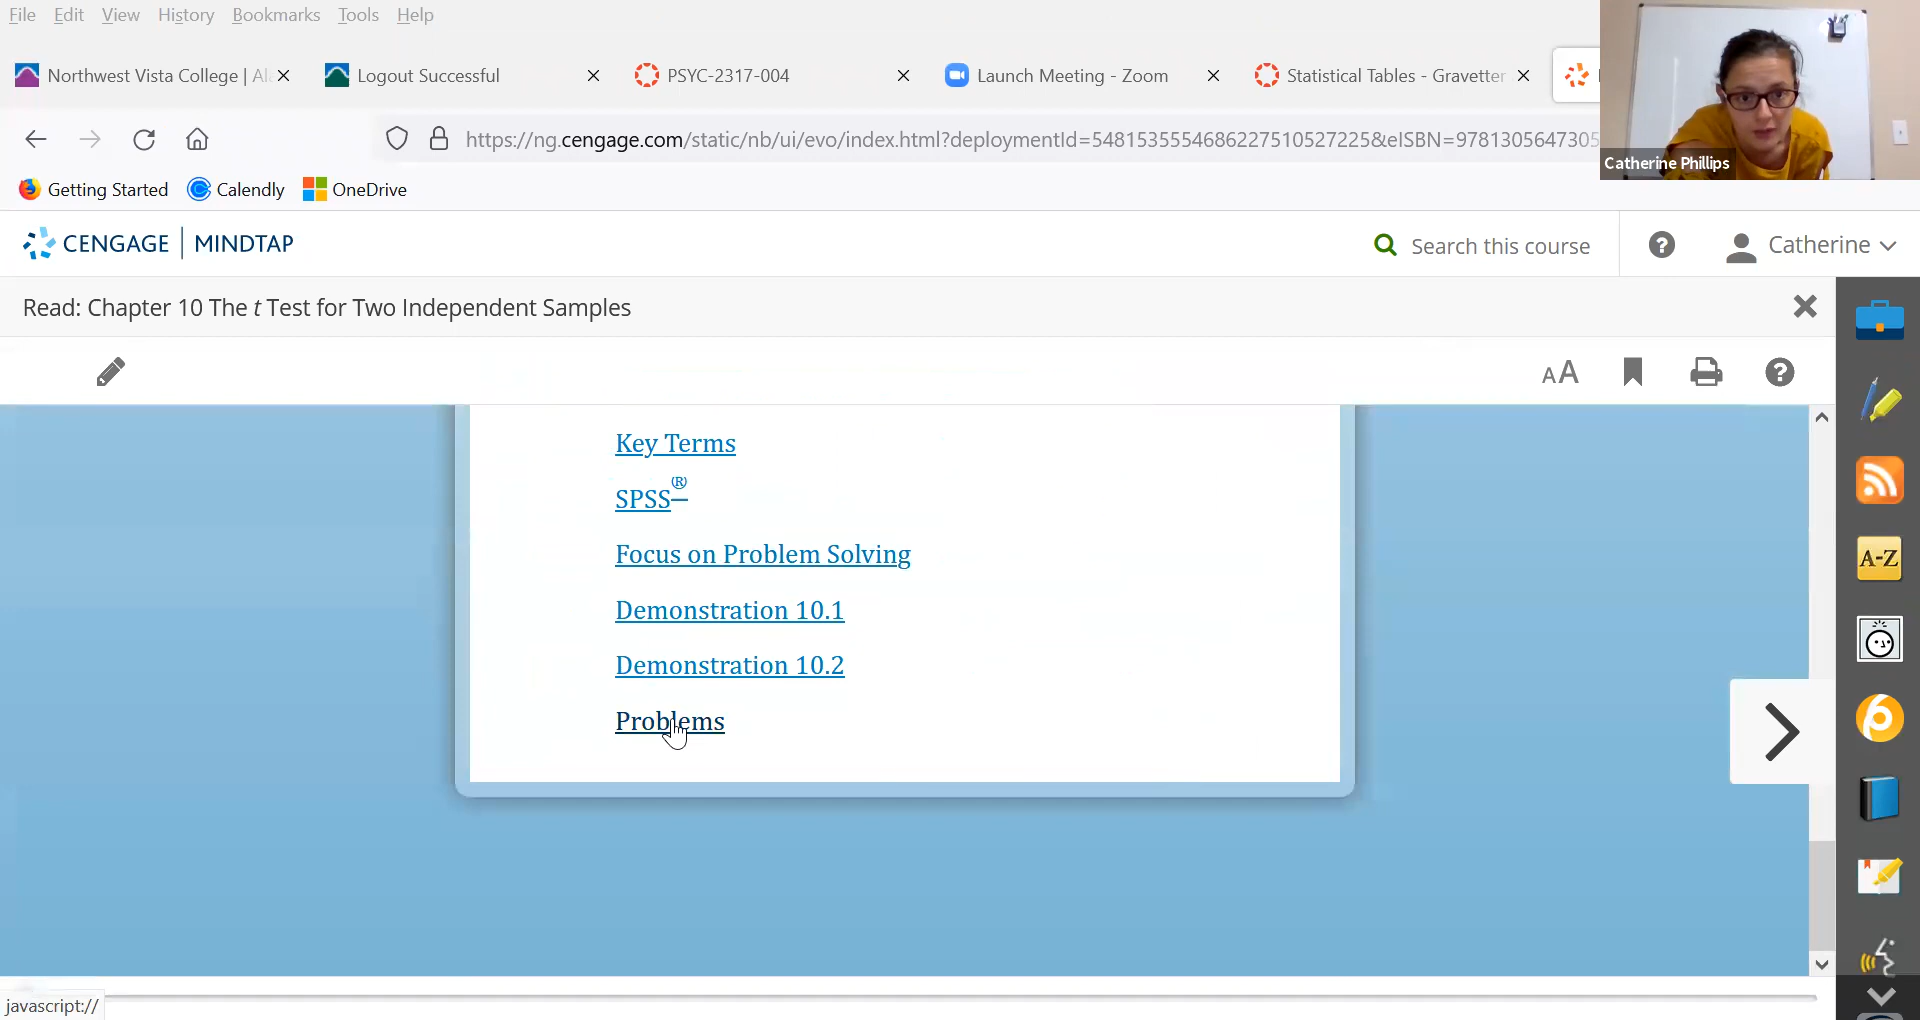 File Edit View History Bookmarks Tools Help
Northwest Vista College | Al
Logout Successful
PSYC-2317-004
Launch Meeting - Zoom
Statistical Tables - Gravetter
https://ng.cengage.com/static/nb/ui/evo/index.html?deploymentId=5481535554686227510527225&eISBN=9781305647305
Catherine Phillips
Getting Started Calendly OneDrive
CENGAGE | MINDTAP
Search this course
Catherine
Read: Chapter 10 The t Test for Two Independent Samples
AA
Key Terms
SPSS®
Focus on Problem Solving
A-Z
Demonstration 10.1
Demonstration 10.2
Problems
javascript://